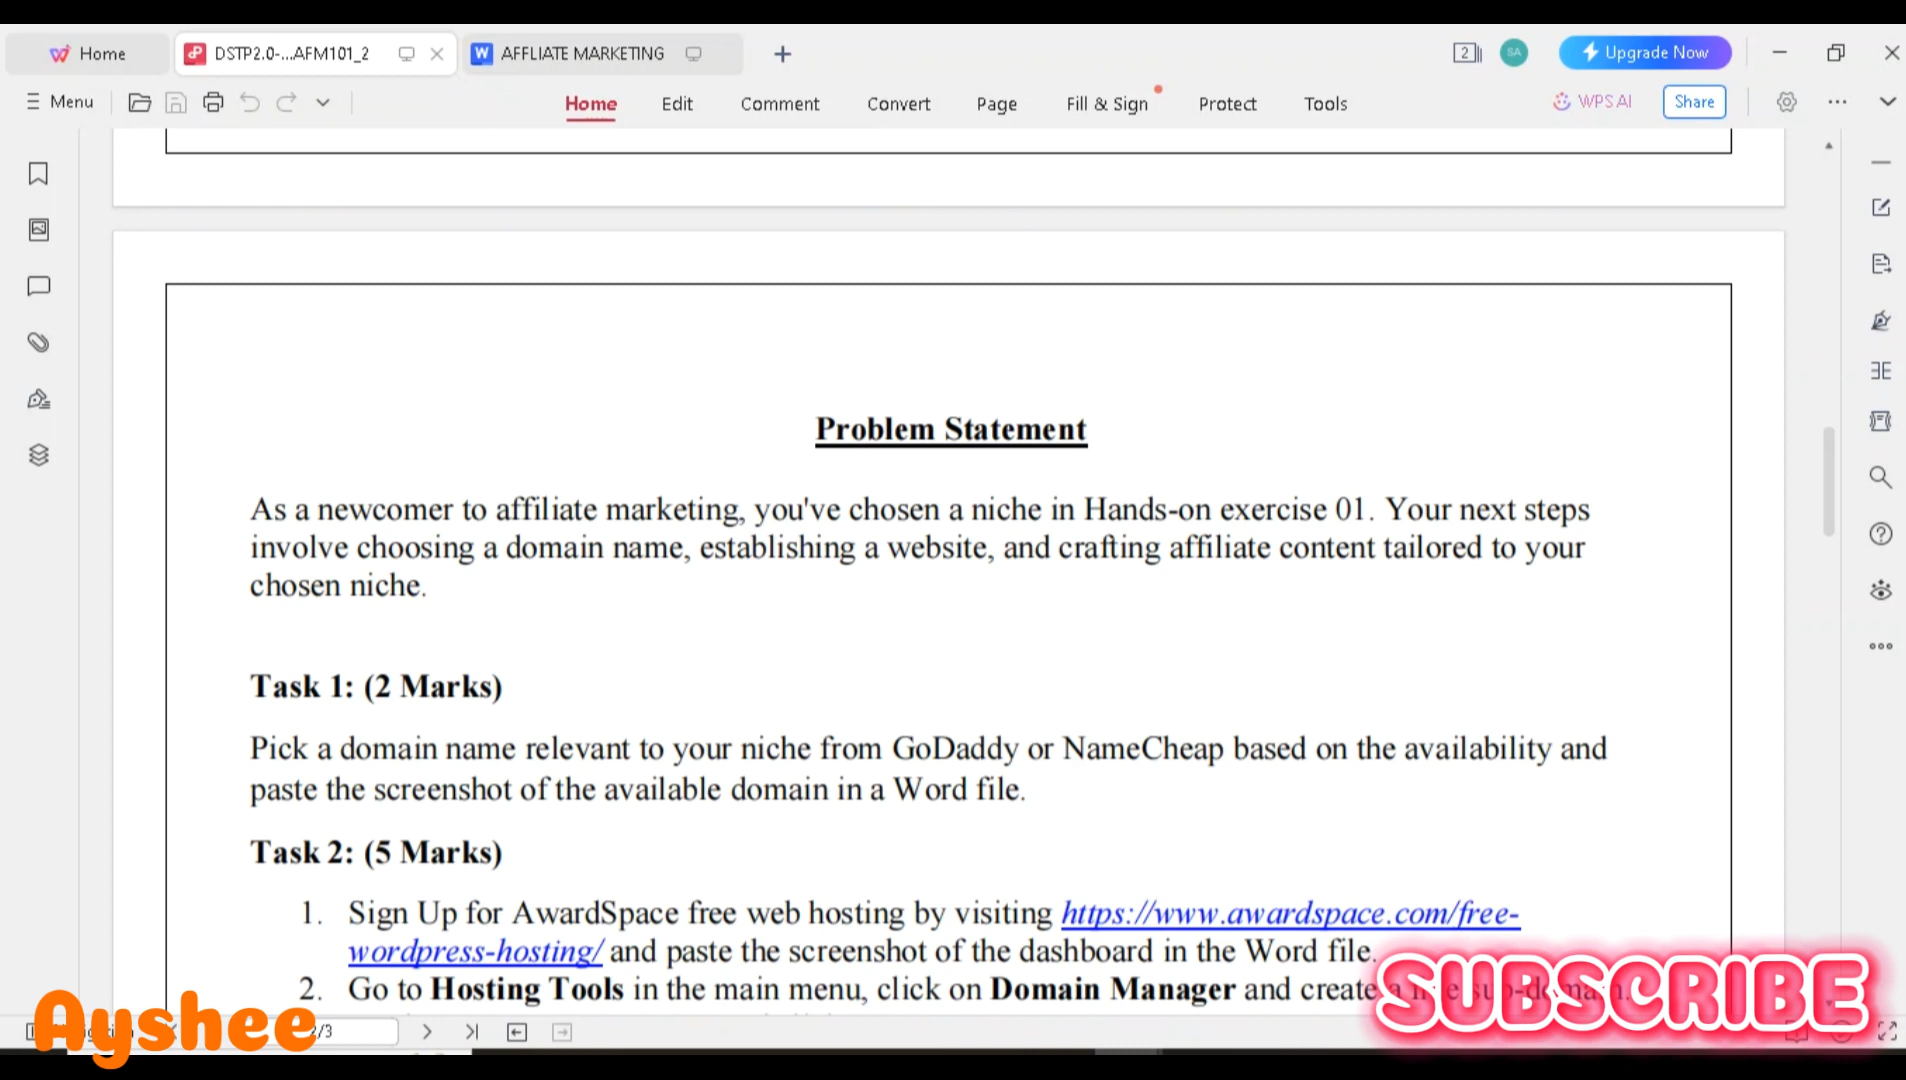 Home
DSTP2.0-...AFM101_2
W AFFLIATE MARKETING
2
SA
Upgrade Now
Menu
Home
Edit
Comment
Convert
Page
Fill & Sign
Protect
Tools
WPS AI
Share
Problem Statement
As a newcomer to affiliate marketing, you've chosen a niche in Hands-on exercise 01. Your next steps
involve choosing a domain name, establishing a website, and crafting affiliate content tailored to your
chosen niche.
Task 1: (2 Marks)
Pick a domain name relevant to your niche from GoDaddy or NameCheap based on the availability and
paste the screenshot of the available domain in a Word file.
Task 2: (5 Marks)
1. Sign Up for AwardSpace free web hosting by visiting https://www.awardspace.com/free-
wordpress-hosting/ and paste the screenshot of the dashboard in the Word file.
2. Go to Hosting Tools in the main menu, click on Domain Manager and create
SUBSCRIBE
Ayshee
/3